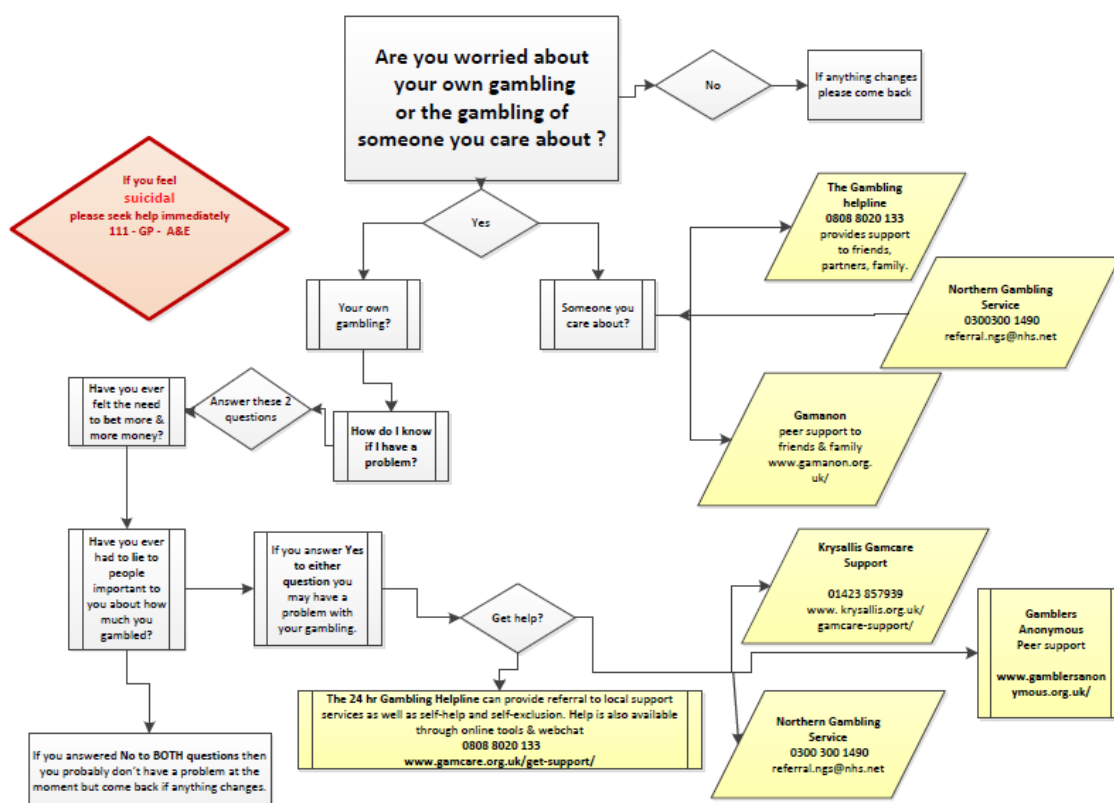 Are you worried about
your own gambling
or the gambling of
someone you care about ?
No
If anything changes
please come back
If you feel
suicidal
please seek help immediately
111 - GP - A&E
Yes
The Gambling
helpline
0808 8020 133
provides support
to friends,
partners, family.
Your own
gambling?
Someone you
care about?
Northern Gambling
Service
0300300 1490
referral.ngs@nhs.net
Have you ever
felt the need
to bet more &
more money?
Answer these 2
questions
How do I know
if I have a
problem?
Gamanon
peer support to
friends & family
www.gamanon.org.
uk/
Have you ever
had to lie to
people
important to
you about how
much you
gambled?
If you answer Yes
to either
question you
may have a
problem with
your gambling.
Get help?
Krysallis Gamcare
Support
01423 857939
www. krysallis.org.uk/
gamcare-support/
Gamblers
Anonymous
Peer support
www.gamblersanon
ymous.org.uk/
The 24 hr Gambling Helpline can provide referral to local support
services as well as self-help and self-exclusion. Help is also available
through online tools & webchat
0808 8020 133
www.gamcare.org.uk/get-support/
Northern Gambling
Service
0300 300 1490
referral.ngs@nhs.net
If you answered No to BOTH questions then
you probably don't have a problem at the
moment but come back if anything changes.